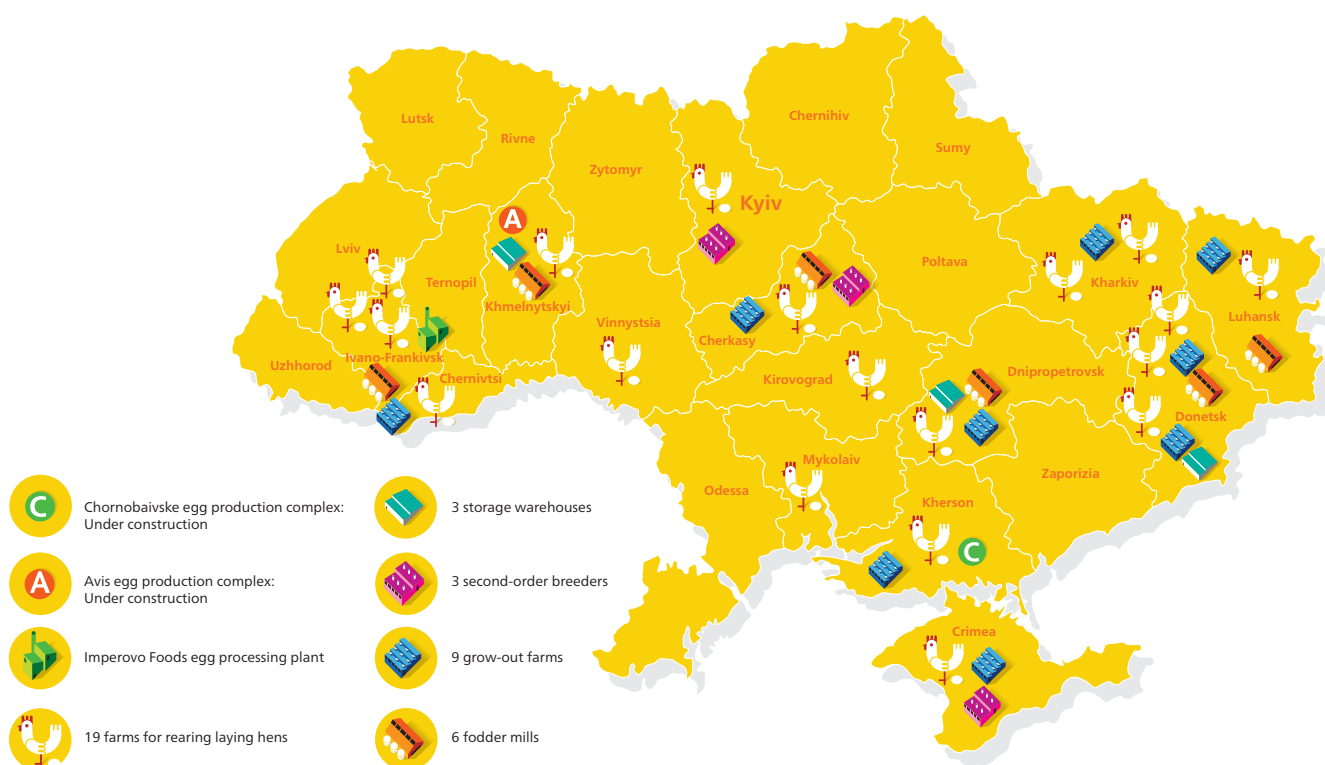 Lutsk
Rivne
Zytomyr
Chernihiv
Sumy
Kyiv
A
Lviv
Ternopil
Khmelnytskyi
Vinnystsia
Poltava
Kharkiv
Luhansk
Cherkasy
Kirovograd
Dnipropetrovsk
Donetsk
Uzhhorod
Ivano-Frankivsk
Chernivtsi
Odessa
Mykolaiv
Kherson
Zaporizia
C
Crimea
C
Chornobaivske egg production complex:
Under construction
A
Avis egg production complex:
Under construction
Imperovo Foods egg processing plant
19 farms for rearing laying hens
3 storage warehouses
3 second-order breeders
9 grow-out farms
6 fodder mills